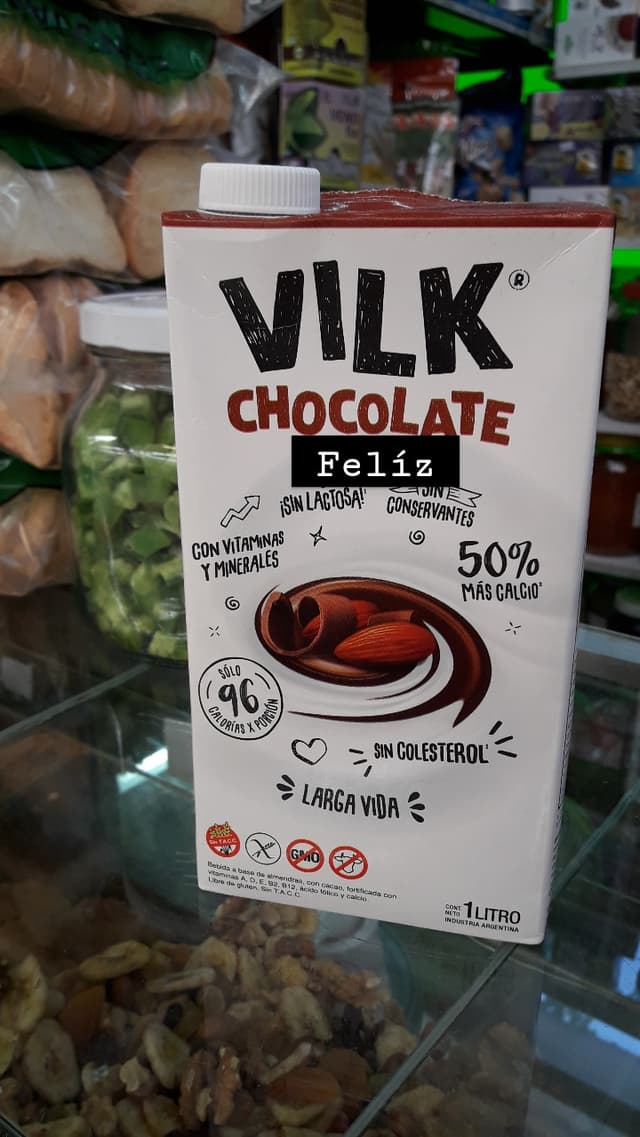 VILK®
CHOCOLATE
Felíz
¡SIN LACTOSA!
SIN
CONSERVANTES
CON VITAMINAS
Y MINERALES
50%
MÁS CALCIO
SÓLO
96
CALORÍAS X PORCIÓN
SIN COLESTEROL
LARGA VIDA
Sin T.A.C.C.
GMO
Bebida a base de almendras, con cacao, fortificada con
vitaminas A, D, E, B2, B12, ácido fólico y calcio.
Libre de gluten. Sin T.A.C.C.
CONT.
NETO
1 LITRO
INDUSTRIA ARGENTINA